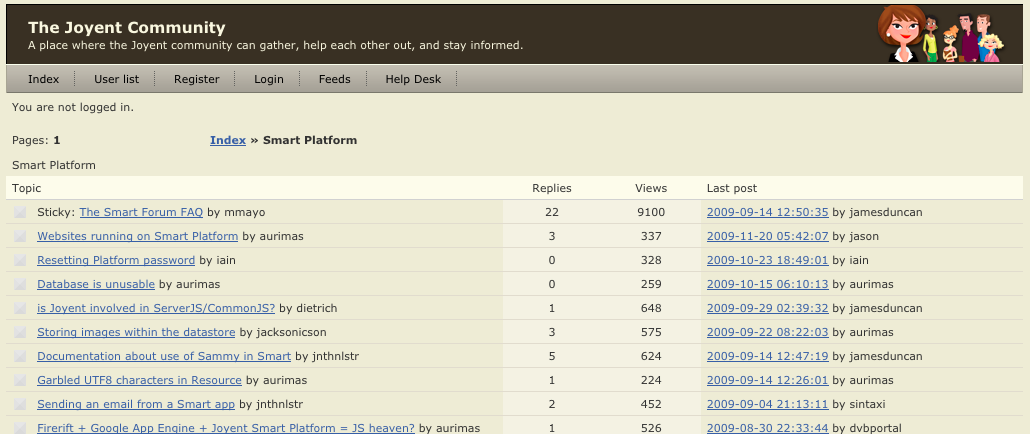 The Joyent Community
A place where the Joyent community can gather, help each other out, and stay informed.
Index User list Register Login Feeds Help Desk
You are not logged in.
Pages: 1 Index » Smart Platform
Smart Platform
Topic Replies Views Last post
Sticky: The Smart Forum FAQ by mmayo 22 9100 2009-09-14 12:50:35 by jamesduncan
Websites running on Smart Platform by aurimas 3 337 2009-11-20 05:42:07 by jason
Resetting Platform password by iain 0 328 2009-10-23 18:49:01 by iain
Database is unusable by aurimas 0 259 2009-10-15 06:10:13 by aurimas
is Joyent involved in ServerJS/CommonJS? by dietrich 1 648 2009-09-29 02:39:32 by jamesduncan
Storing images within the datastore by jacksonicson 3 575 2009-09-22 08:22:03 by aurimas
Documentation about use of Sammy in Smart by jnthnlstr 5 624 2009-09-14 12:47:19 by jamesduncan
Garbled UTF8 characters in Resource by aurimas 1 224 2009-09-14 12:26:01 by aurimas
Sending an email from a Smart app by jnthnlstr 2 452 2009-09-04 21:13:11 by sintaxi
Firerift + Google App Engine + Joyent Smart Platform = JS heaven? by aurimas 1 526 2009-08-30 22:33:44 by dvbportal